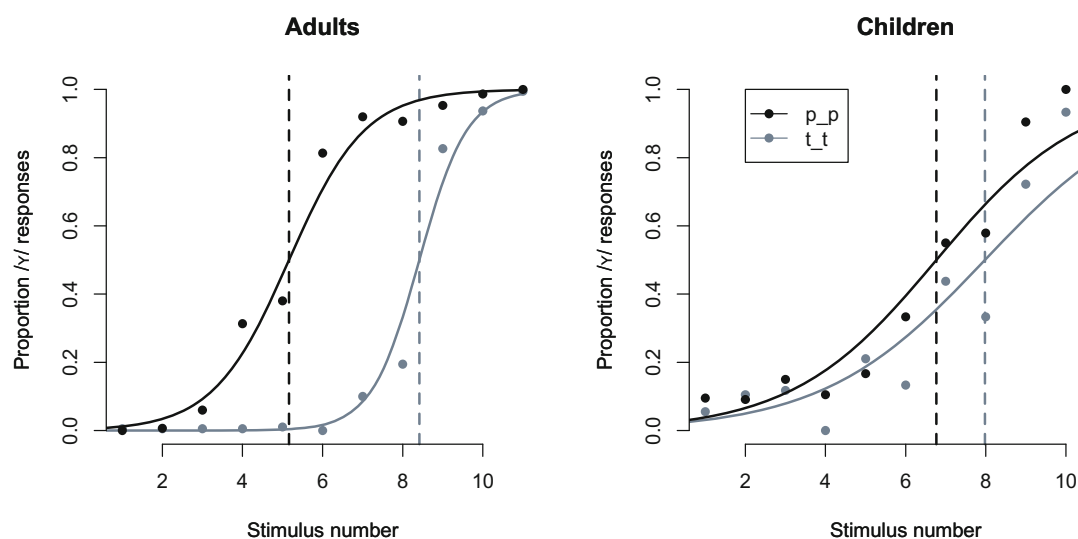 Adults
Proportion /ʏ/ responses
0.0 0.2 0.4 0.6 0.8 1.0
2 4 6 8 10
Stimulus number
Children
Proportion /ʏ/ responses
0.0 0.2 0.4 0.6 0.8 1.0
p_p
t_t
2 4 6 8 10
Stimulus number